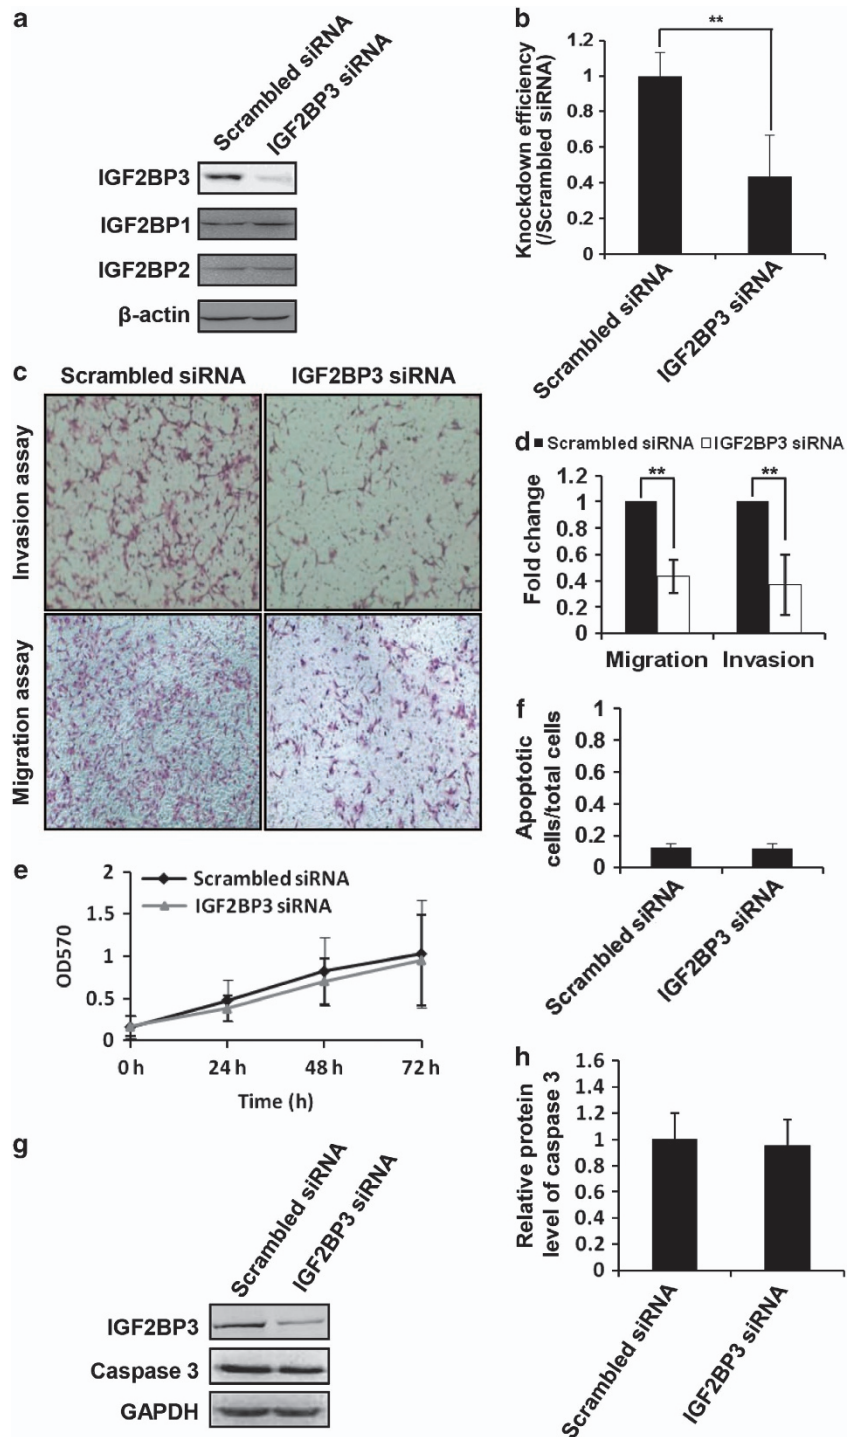 a
Scrambled siRNA
IGF2BP3 siRNA
IGF2BP3
IGF2BP1
IGF2BP2
β-actin
b
**
Knockdown efficiency
(/Scrambled siRNA)
1.2
1
0.8
0.6
0.4
0.2
0
Scrambled siRNA
IGF2BP3 siRNA
c
Scrambled siRNA
IGF2BP3 siRNA
Invasion assay
Migration assay
d
Scrambled siRNA
IGF2BP3 siRNA
**
**
Fold change
1.2
1
0.8
0.6
0.4
0.2
0
Migration
Invasion
e
Scrambled siRNA
IGF2BP3 siRNA
OD570
2
1.5
1
0.5
0
0 h
24 h
48 h
72 h
Time (h)
f
Apoptotic
cells/total cells
1
0.8
0.6
0.4
0.2
0
Scrambled siRNA
IGF2BP3 siRNA
g
Scrambled siRNA
IGF2BP3 siRNA
IGF2BP3
Caspase 3
GAPDH
h
Relative protein
level of caspase 3
1.6
1.4
1.2
1
0.8
0.6
0.4
0.2
0
Scrambled siRNA
IGF2BP3 siRNA